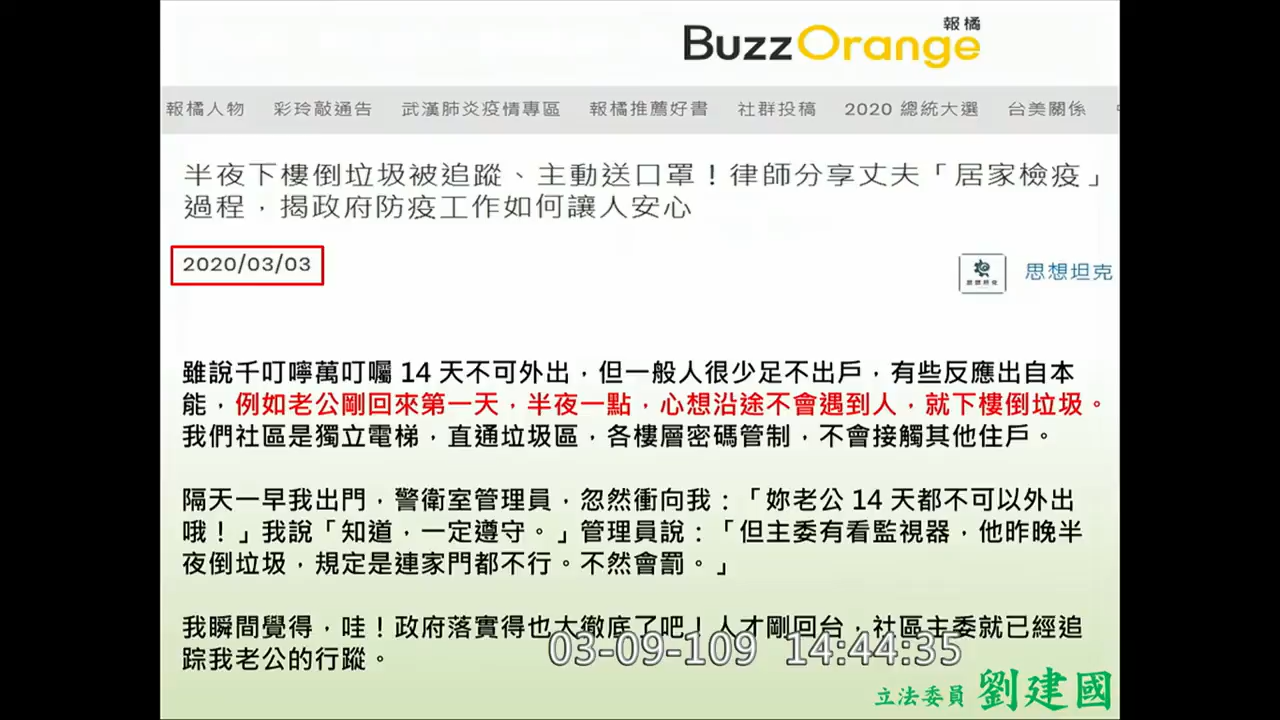 報橘
BuzzOrange
報橘人物 彩玲敲通告 武漢肺炎疫情專區 報橘推薦好書 社群投稿 2020 總統大選 台美關係
半夜下樓倒垃圾被追蹤、主動送口罩！律師分享丈夫「居家檢疫」
過程，揭政府防疫工作如何讓人安心
2020/03/03
思想坦克
雖說千叮嚀萬叮囑 14 天不可外出，但一般人很少足不出戶，有些反應出自本
能，例如老公剛回來第一天，半夜一點，心想沿途不會遇到人，就下樓倒垃圾。
我們社區是獨立電梯，直通垃圾區，各樓層密碼管制，不會接觸其他住戶。
隔天一早我出門，警衛室管理員，忽然衝向我：「妳老公 14 天都不可以外出
哦！」我說「知道，一定遵守。」管理員說：「但主委有看監視器，他昨晚半
夜倒垃圾，規定是連家門都不行。不然會罰。」
我瞬間覺得，哇！政府落實得也太徹底了吧！人才剛回台，社區主委就已經追
踪我老公的行蹤。
03-09-109 14:44:35
立法委員 劉建國